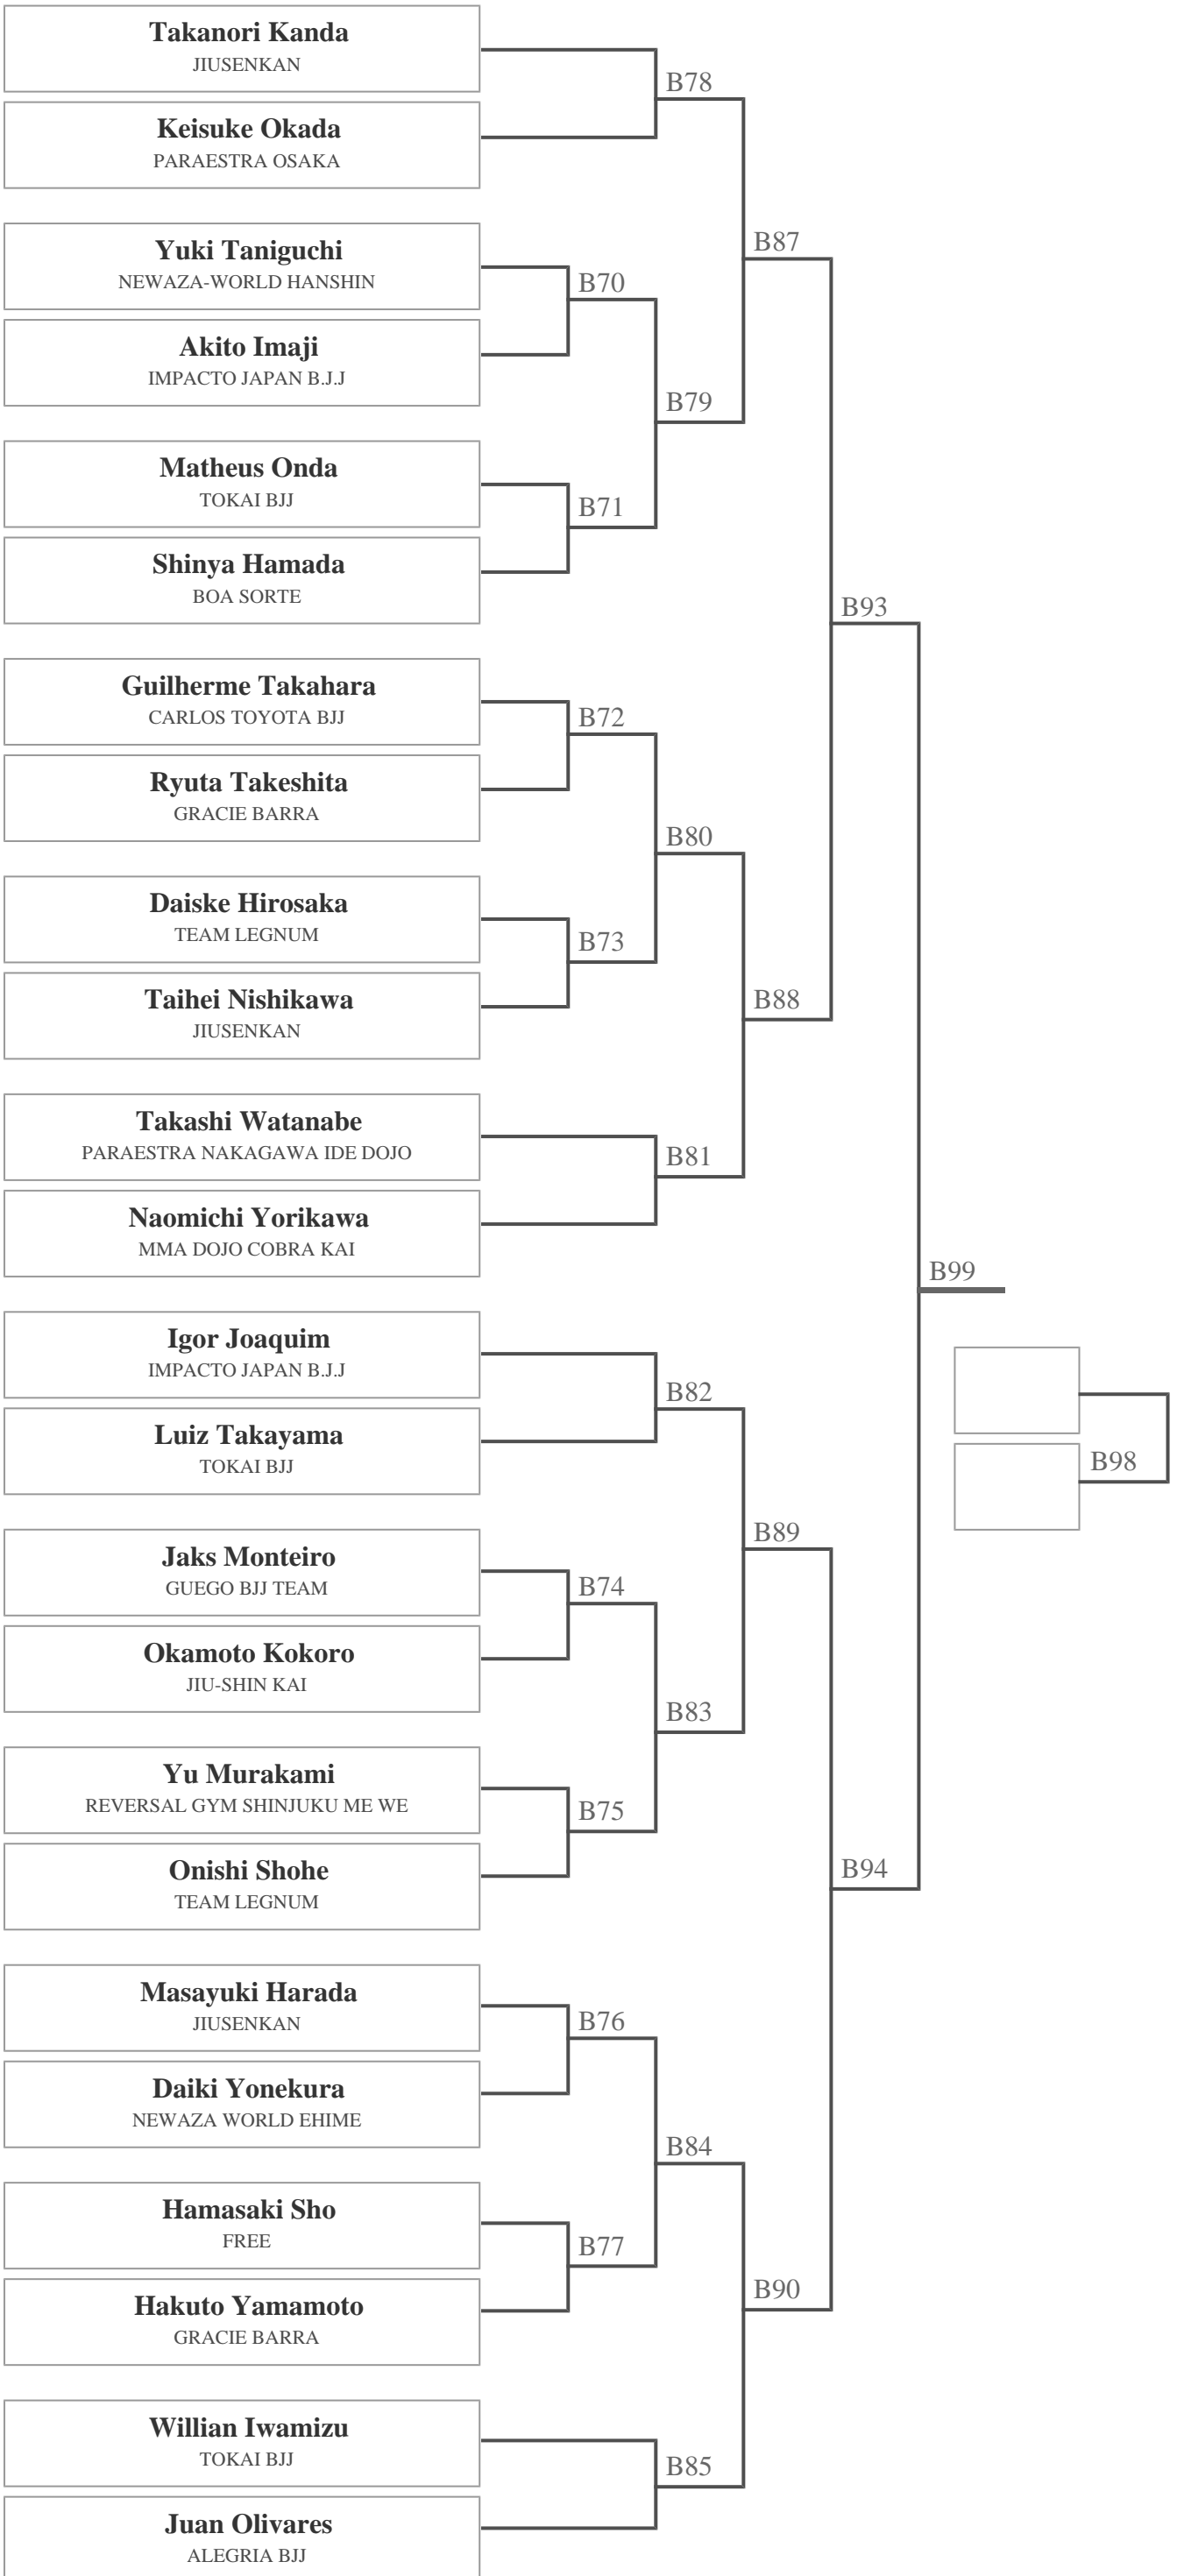 Takanori Kanda
JIUSENKAN
B78
Keisuke Okada
PARAESTRA OSAKA
Yuki Taniguchi
NEWAZA-WORLD HANSHIN
B87
B70
Akito Imaji
IMPACTO JAPAN B.J.J
B79
Matheus Onda
TOKAI BJJ
B71
Shinya Hamada
BOA SORTE
B93
Guilherme Takahara
CARLOS TOYOTA BJJ
B72
Ryuta Takeshita
GRACIE BARRA
B80
Daiske Hirosaka
TEAM LEGNUM
B73
Taihei Nishikawa
JIUSENKAN
B88
Takashi Watanabe
PARAESTRA NAKAGAWA IDE DOJO
B81
Naomichi Yorikawa
MMA DOJO COBRA KAI
B99
Igor Joaquim
IMPACTO JAPAN B.J.J
B82
Luiz Takayama
TOKAI BJJ
B98
B89
Jaks Monteiro
GUEGO BJJ TEAM
B74
Okamoto Kokoro
JIU-SHIN KAI
B83
Yu Murakami
REVERSAL GYM SHINJUKU ME WE
B75
Onishi Shohe
TEAM LEGNUM
B94
Masayuki Harada
JIUSENKAN
B76
Daiki Yonekura
NEWAZA WORLD EHIME
B84
Hamasaki Sho
FREE
B77
Hakuto Yamamoto
GRACIE BARRA
B90
Willian Iwamizu
TOKAI BJJ
B85
Juan Olivares
ALEGRIA BJJ